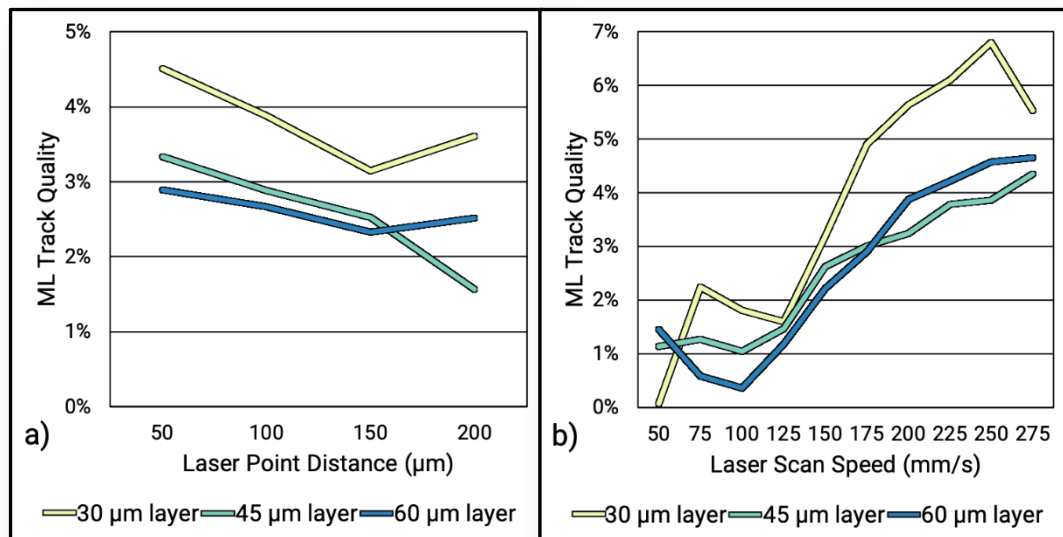 5%
4%
3%
2%
1%
0%
ML Track Quality
50 100 150 200
a)
Laser Point Distance (µm)
30 µm layer 45 µm layer 60 µm layer
7%
6%
5%
4%
3%
2%
1%
0%
ML Track Quality
50 75 100 125 150 175 200 225 250 275
b)
Laser Scan Speed (mm/s)
30 µm layer 45 µm layer 60 µm layer